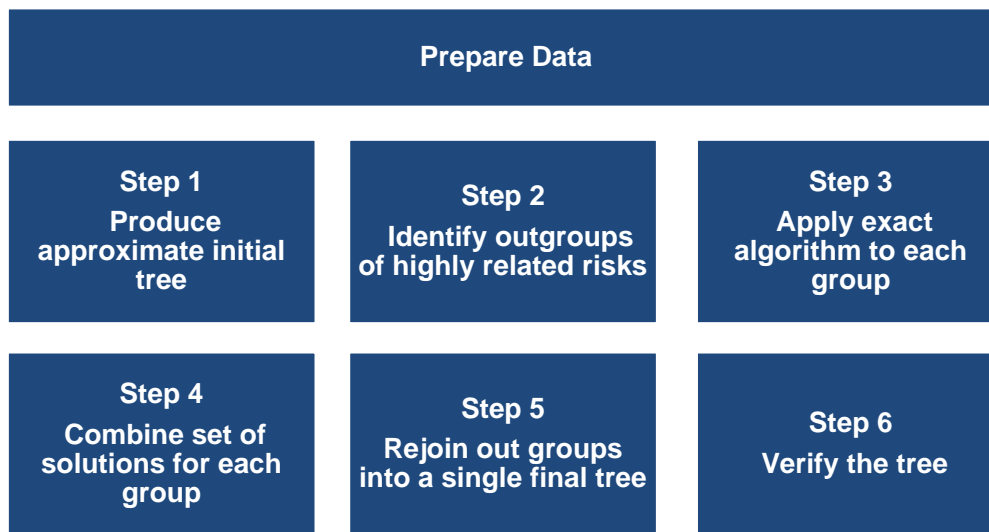 Prepare Data
Step 1
Produce
approximate initial
tree
Step 2
Identify outgroups
of highly related risks
Step 3
Apply exact
algorithm to each
group
Step 4
Combine set of
solutions for each
group
Step 5
Rejoin out groups
into a single final tree
Step 6
Verify the tree